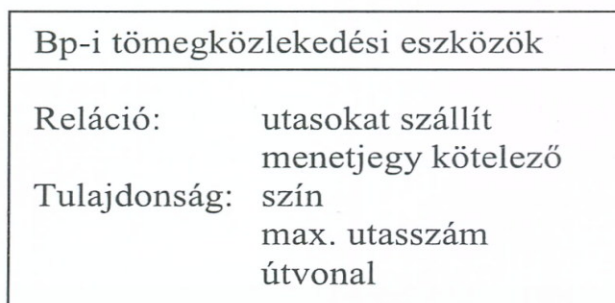 Bp-i tömegközlekedési eszközök
Reláció: utasokat szállít
menetjegy kötelező
Tulajdonság: szín
max. utasszám
útvonal